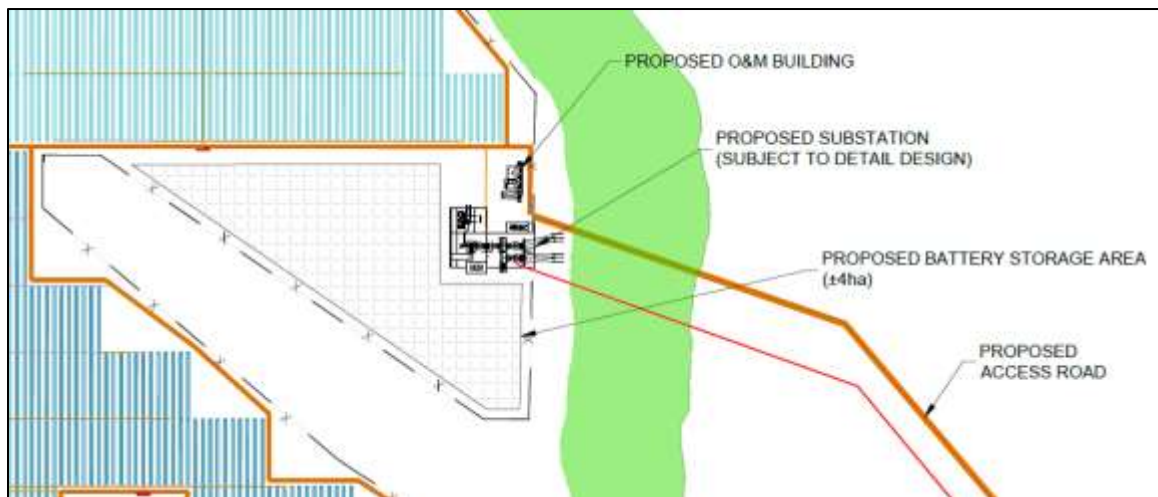 PROPOSED O&M BUILDING
PROPOSED SUBSTATION
(SUBJECT TO DETAIL DESIGN)
PROPOSED BATTERY STORAGE AREA
(±4ha)
PROPOSED
ACCESS ROAD